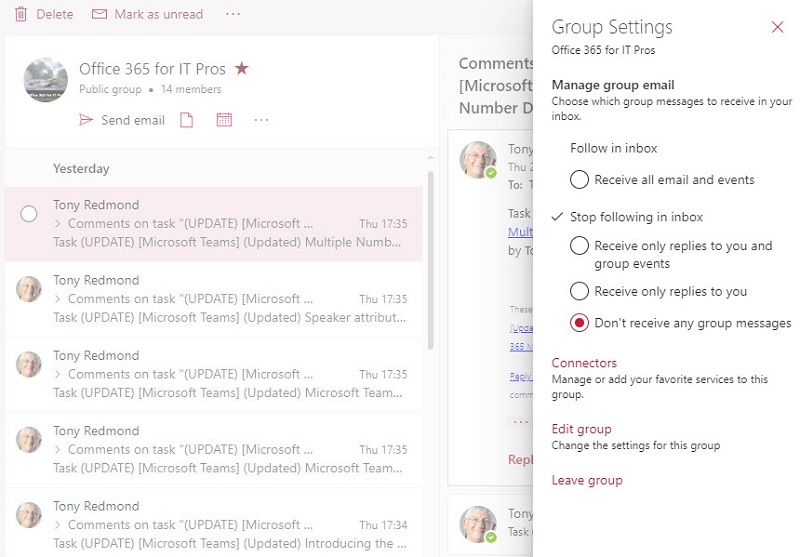 Delete
Mark as unread
Office 365 for IT Pros
Public group • 14 members
Send email
Yesterday
Tony Redmond
Comments on task "(UPDATE) [Microsoft ...
Thu 17:35
Task (UPDATE) [Microsoft Teams] (Updated) Multiple Numb...
Tony Redmond
Comments on task "(UPDATE) [Microsoft ...
Thu 17:35
Task (UPDATE) [Microsoft Teams] (Updated) Speaker attribut...
Tony Redmond
Comments on task "(UPDATE) [Microsoft ...
Thu 17:35
Task (UPDATE) [Microsoft Teams] (Updated) Microsoft Team...
Tony Redmond
Comments on task "(UPDATE) [Microsoft ...
Thu 17:35
Task (UPDATE) [Microsoft Teams] (Updated) Microsoft Team...
Tony Redmond
Comments on task "(UPDATE) [Microsoft ...
Thu 17:34
Task (UPDATE) [Microsoft Teams] (Updated) Introducing the ...
Comments
[Microsoft
Number D
Tony
Thu 2
To: T
Task
Mult
by To
These
(Upda
365 M
Reply
comm
...
Repl
Tony
Task
Group Settings
Office 365 for IT Pros
Manage group email
Choose which group messages to receive in your
inbox.
Follow in inbox
Receive all email and events
Stop following in inbox
Receive only replies to you and
group events
Receive only replies to you
Don't receive any group messages
Connectors
Manage or add your favorite services to this
group.
Edit group
Change the settings for this group
Leave group